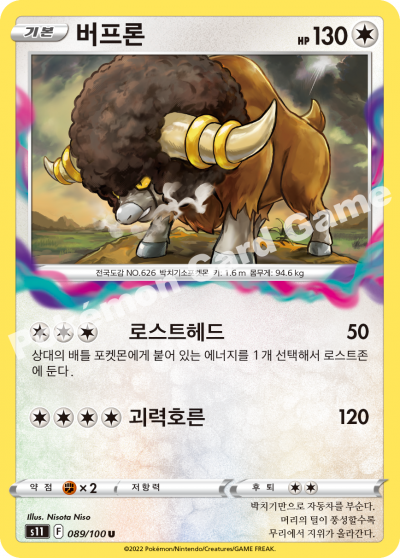 기본 버프론 HP 130
전국도감 NO.626 박치기소포켓몬 키: 1.6 m 몸무게: 94.6 kg
로스트헤드 50
상대의 배틀 포켓몬에게 붙어 있는 에너지를 1개 선택해서 로스트존
에 둔다.
괴력호른 120
약점 ×2 저항력 후퇴
Illus. Nisota Niso
s11 F 089/100 U
박치기만으로 자동차를 부순다.
머리의 털이 풍성할수록
무리에서 지위가 올라간다.
©2022 Pokémon/Nintendo/Creatures/GAME FREAK.
Pokémon Card Game